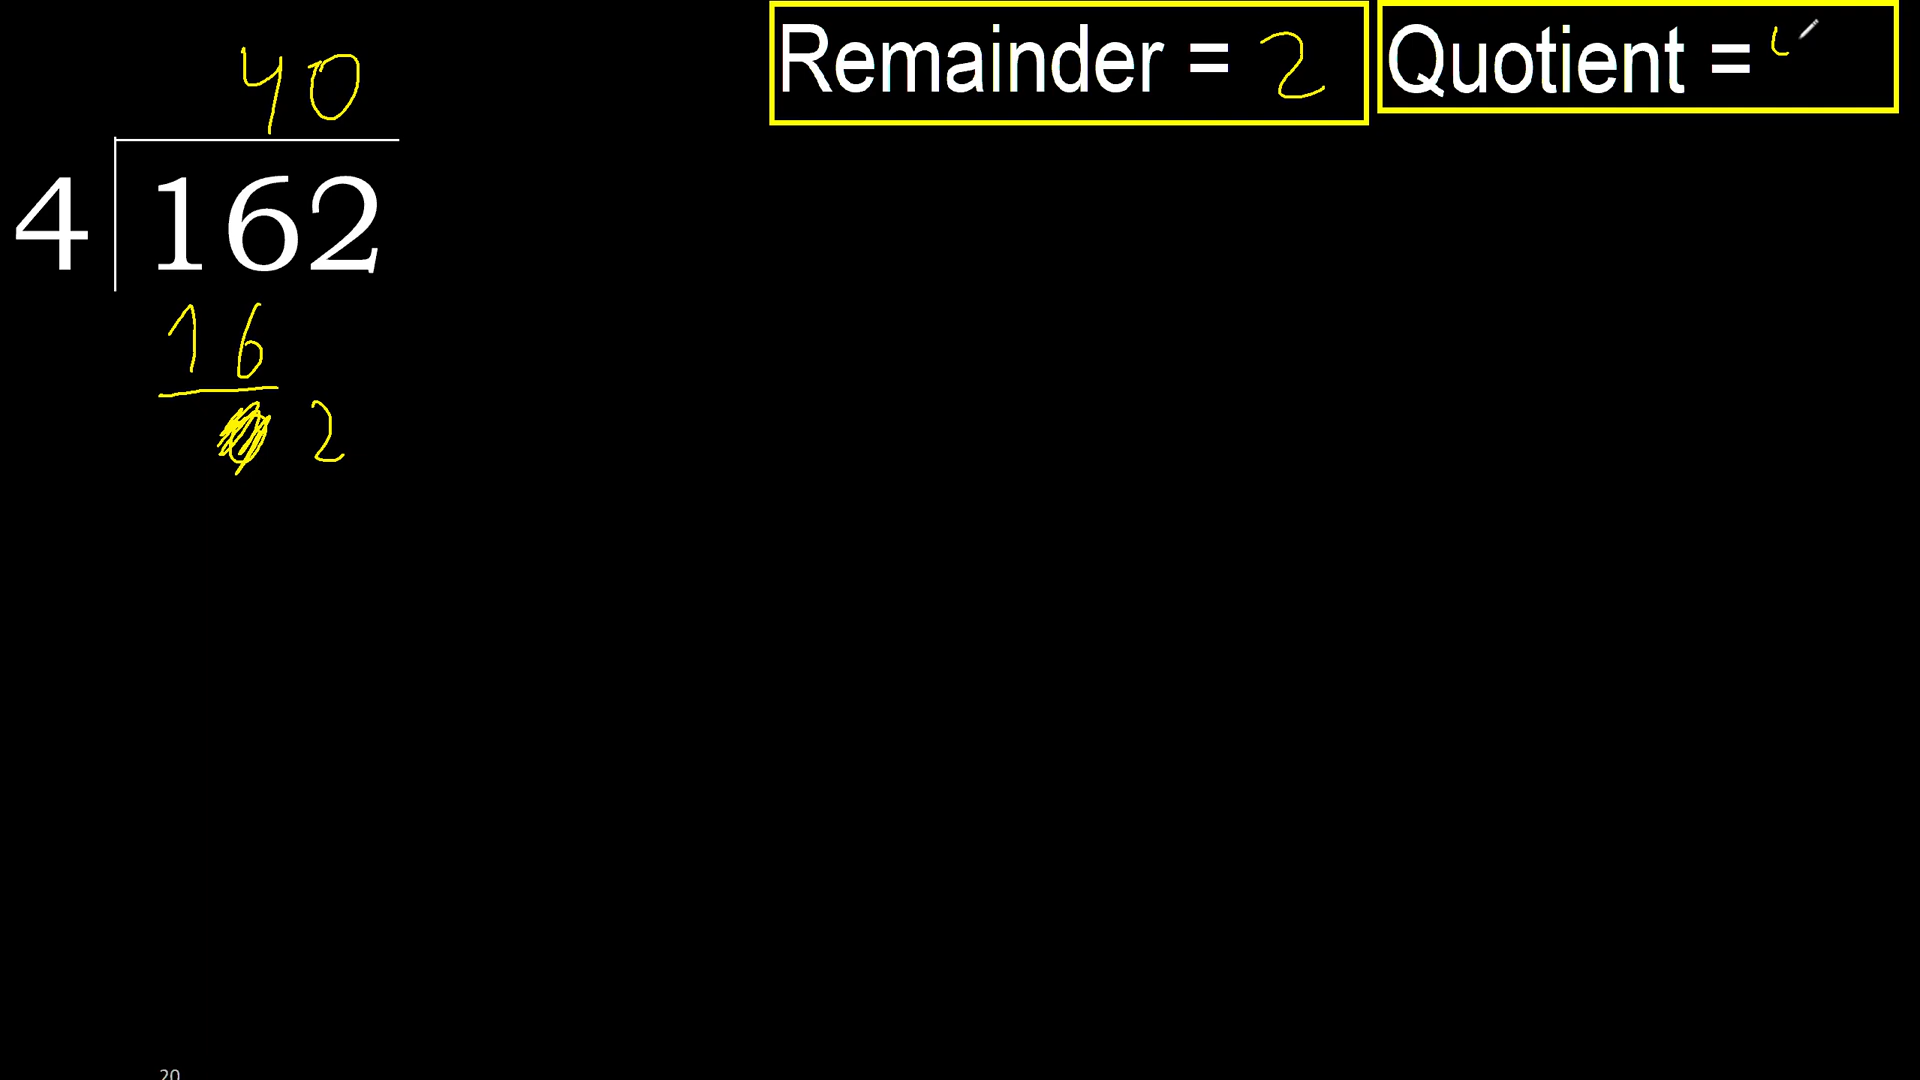 40
Remainder = 2
Quotient =
4 162
16
2
20